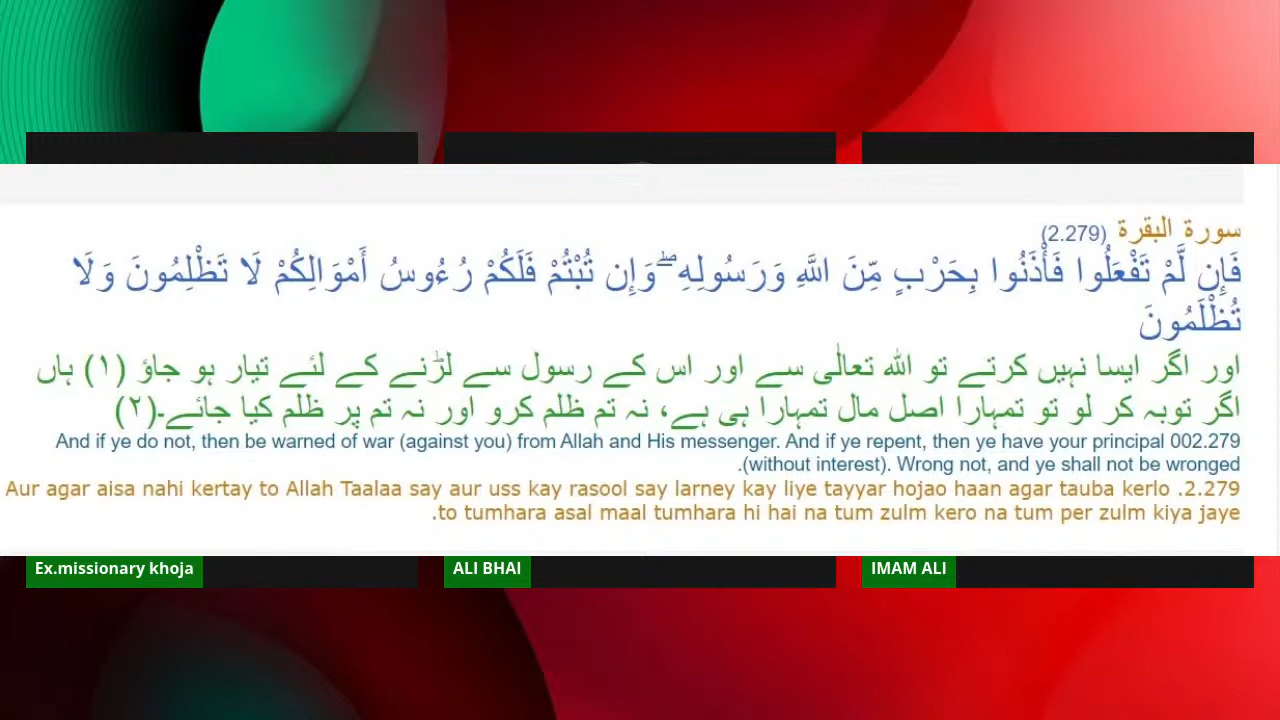 سورة البقرة (2.279)
فَإِن لَّمْ تَفْعَلُوا فَأْذَنُوا بِحَرْبٍ مِّنَ اللَّهِ وَرَسُولِهِ ۖ وَإِن تُبْتُمْ فَلَكُمْ رُءُوسُ أَمْوَالِكُمْ لَا تَظْلِمُونَ وَلَا
تُظْلَمُونَ
اور اگر ایسا نہیں کرتے تو اللہ تعالٰی سے اور اس کے رسول سے لڑنے کے لئے تیار ہو جاؤ (١) ہاں
اگر توبہ کر لو تو تمہارا اصل مال تمہارا ہی ہے، نہ تم ظلم کرو اور نہ تم پر ظلم کیا جائے۔(٢)
And if ye do not, then be warned of war (against you) from Allah and His messenger. And if ye repent, then ye have your principal 002.279
.(without interest). Wrong not, and ye shall not be wronged
Aur agar aisa nahi kertay to Allah Taalaa say aur uss kay rasool say larney kay liye tayyar hojao haan agar tauba kerlo .2.279
.to tumhara asal maal tumhara hi hai na tum zulm kero na tum per zulm kiya jaye
Ex.missionary khoja
ALI BHAI
IMAM ALI